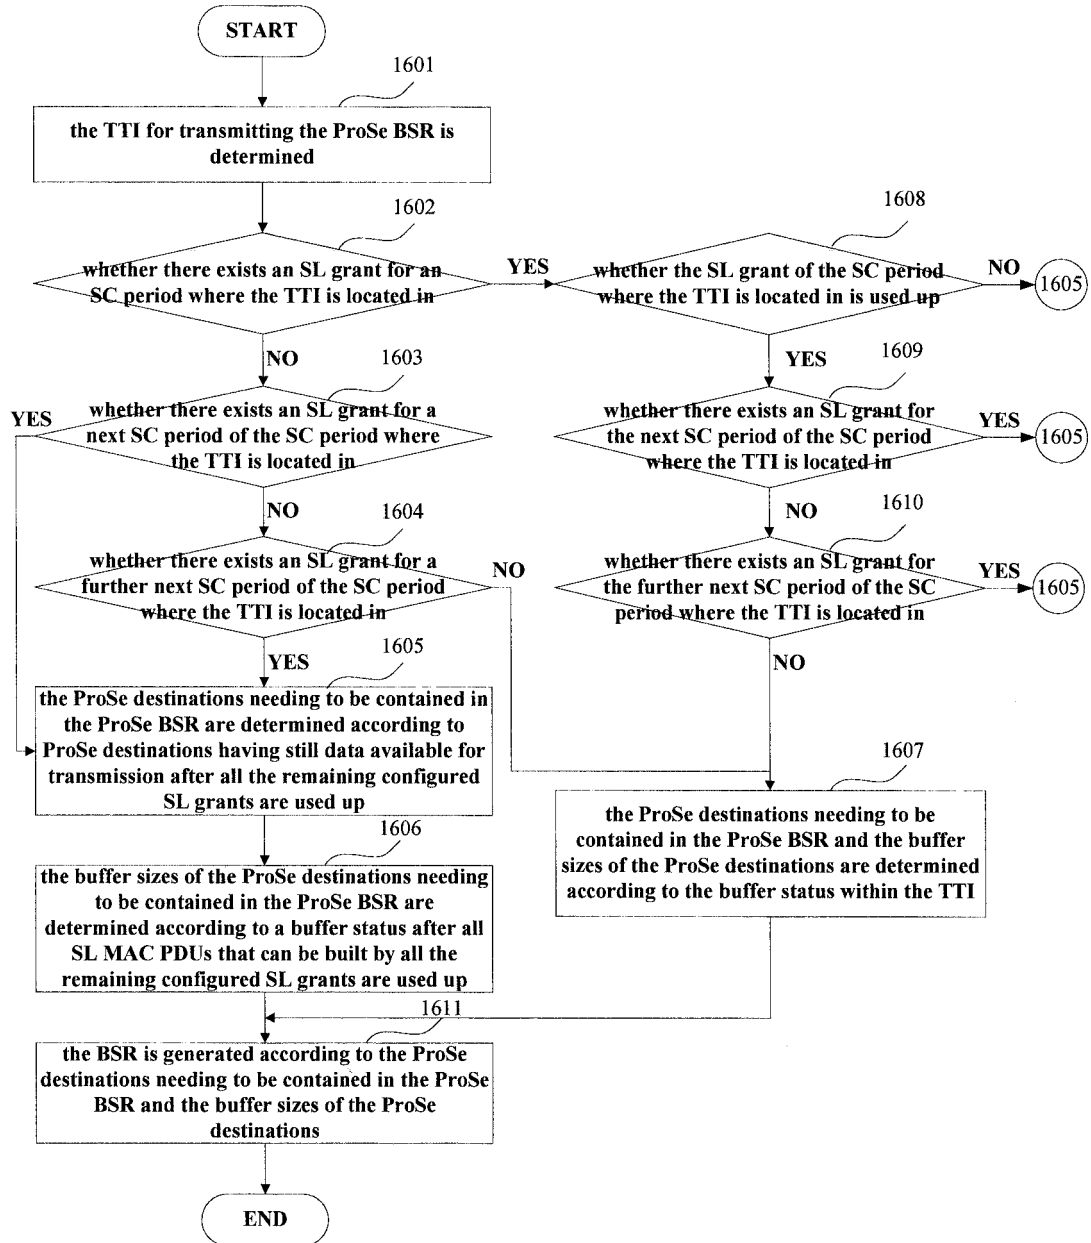 START
1601
the TTI for transmitting the ProSe BSR is
determined
1602
whether there exists an SL grant for an
SC period where the TTI is located in
YES
1608
whether the SL grant of the SC period
where the TTI is located in is used up
NO
1605
NO
1603
YES
whether there exists an SL grant for a
next SC period of the SC period where
the TTI is located in
YES
1609
whether there exists an SL grant for
the next SC period of the SC period
where the TTI is located in
YES
1605
NO
1604
whether there exists an SL grant for a
further next SC period of the SC period
where the TTI is located in
NO
NO
1610
whether there exists an SL grant for
the further next SC period of the SC
period where the TTI is located in
YES
1605
YES
1605
the ProSe destinations needing to be contained in
the ProSe BSR are determined according to
ProSe destinations having still data available for
transmission after all the remaining configured
SL grants are used up
NO
1607
the ProSe destinations needing to be
contained in the ProSe BSR and the buffer
sizes of the ProSe destinations are determined
according to the buffer status within the TTI
1606
the buffer sizes of the ProSe destinations needing
to be contained in the ProSe BSR are
determined according to a buffer status after all
SL MAC PDUs that can be built by all the
remaining configured SL grants are used up
1611
the BSR is generated according to the ProSe
destinations needing to be contained in the ProSe
BSR and the buffer sizes of the ProSe
destinations
END